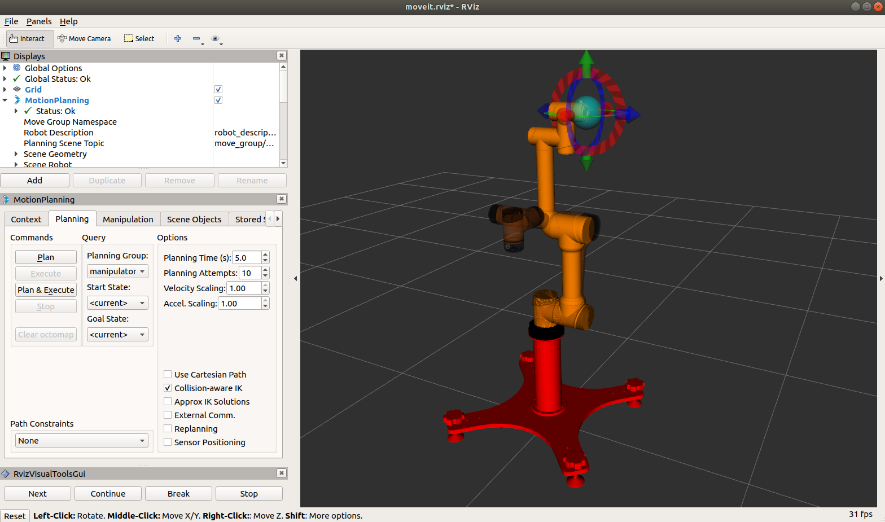 moveit.rviz* - RViz
File Panels Help
Interact Move Camera Select
Displays
Global Options
Global Status: Ok
Grid
MotionPlanning
Status: Ok
Move Group Namespace
Robot Description robot_descrip...
Planning Scene Topic move_group/...
Scene Geometry
Scene Robot
Add Duplicate Remove Rename
MotionPlanning
Context Planning Manipulation Scene Objects Stored S
Commands Query Options
Plan Planning Group: Planning Time (s): 5.0
Execute manipulator Planning Attempts: 10
Plan & Execute Start State: Velocity Scaling: 1.00
Stop <current> Accel. Scaling: 1.00
Goal State:
Clear octomap <current>
Use Cartesian Path
Collision-aware IK
Approx IK Solutions
External Comm.
Path Constraints Replanning
None Sensor Positioning
RvizVisualToolsGui
Next Continue Break Stop
Reset Left-Click: Rotate. Middle-Click: Move X/Y. Right-Click:: Move Z. Shift: More options. 31 fps